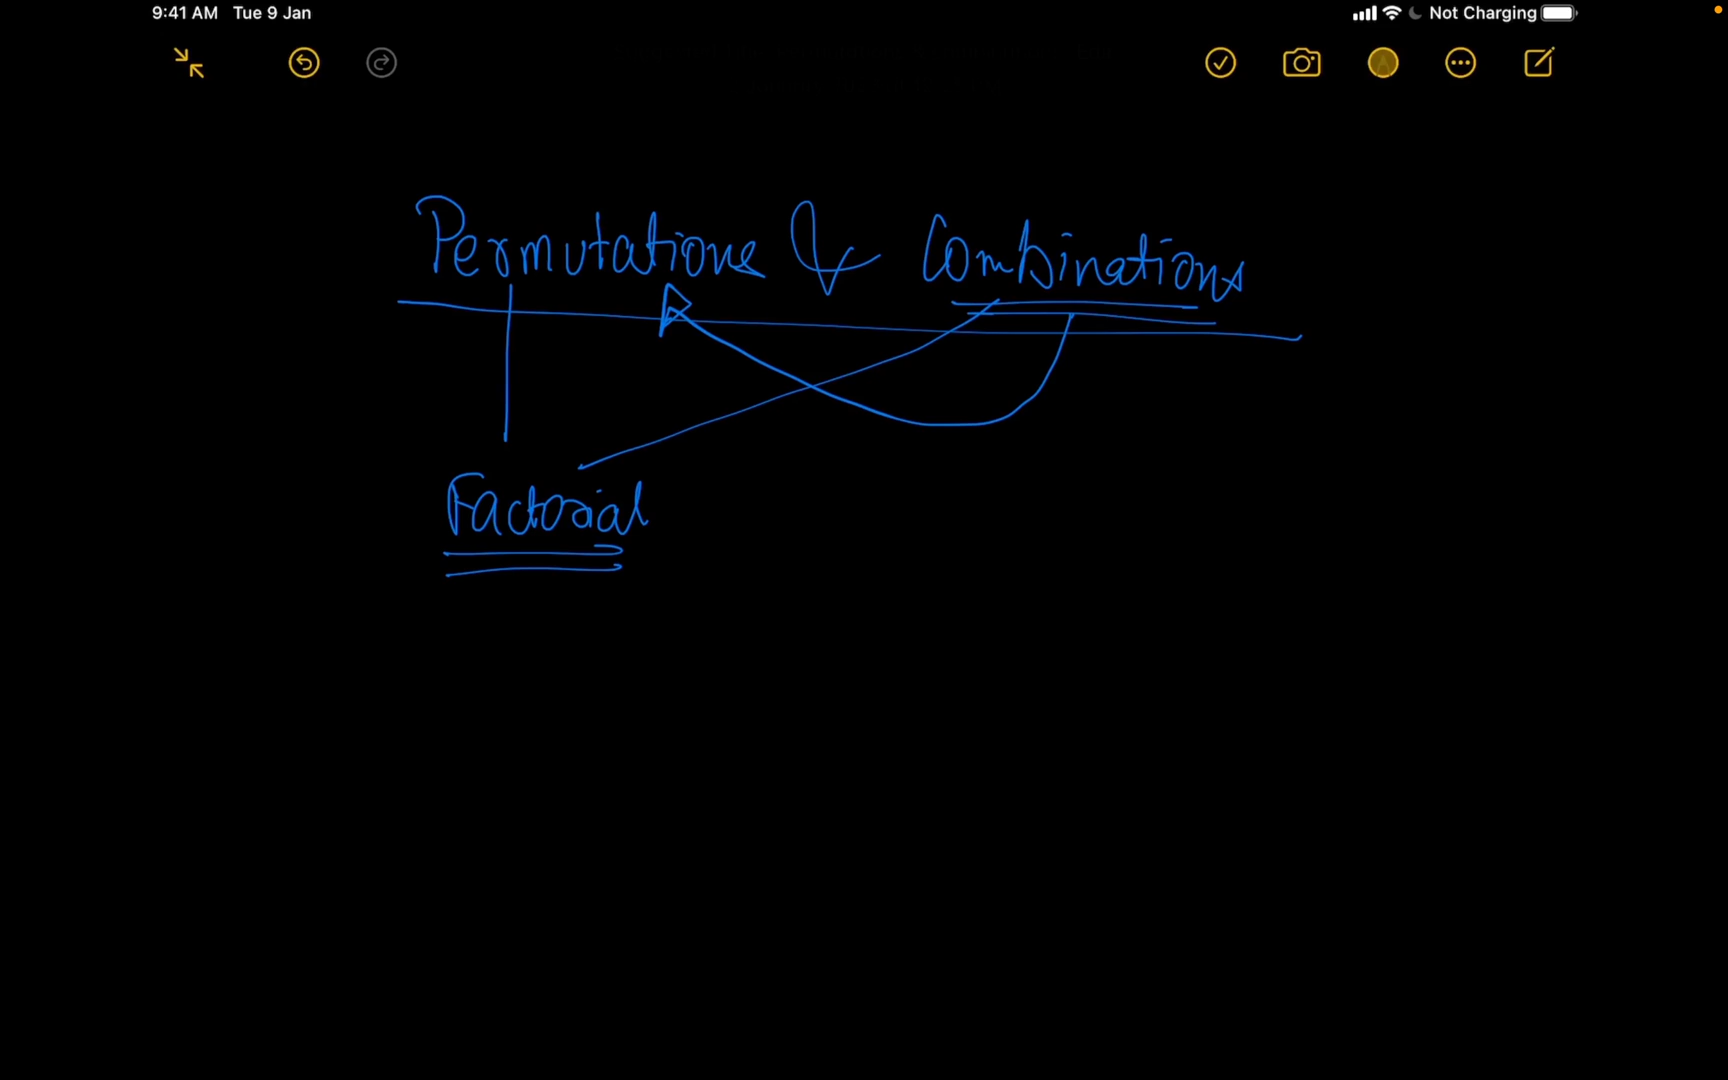 9:41 AM Tue 9 Jan Not Charging
Permutations & Combinations
Factorial